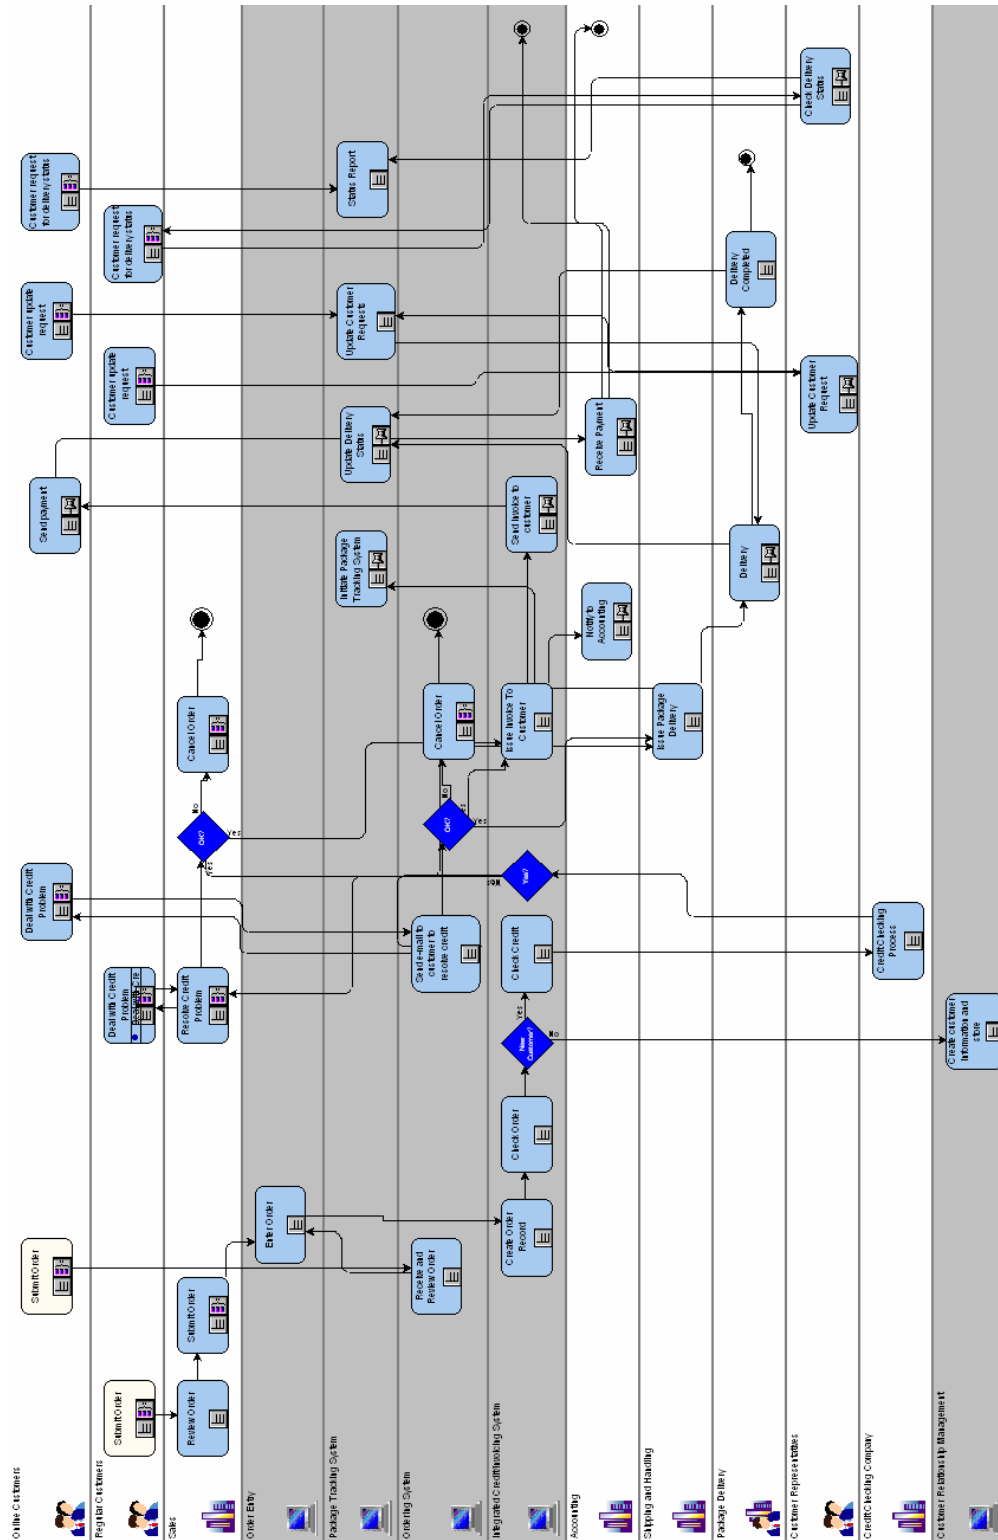 Online Customers
Submit Order
Deal with Credit
Problem
Send payment
Customer update
request
Customer request
for delivery status
Regular Customers
Submit Order
Deal with Credit
Problem
Deal with Cre
Customer update
request
Customer request
for delivery status
Sales
Review Order
Submit Order
Resolve Credit
Problem
OK?
No
Yes
Yes
Cancel Order
Order Entry
Enter Order
Package Tracking System
Initiate Package
Tracking System
Update Delivery
Status
Update Customer
Requests
Status Report
Ordering System
Receive and
Review Order
Send e-mail to
customer to
resolve credit
OK?
No
Yes
Yes
Cancel Order
Integrated Credit/Invoicing System
Create Order
Record
Check Order
New
Customer?
Yes
No
Check Credit
Yes?
Issue Invoice To
Customer
Send Invoice to
customer
Accounting
Notify to
Accounting
Receive Payment
Shipping and Handling
Issue Package
Delivery
Package Delivery
Delivery
Delivery
Completed
Customer Representatives
Update Customer
Request
Check Delivery
Status
Credit Checking Company
Credit Checking
Process
Customer Relationship Management
Create customer
Information and
store